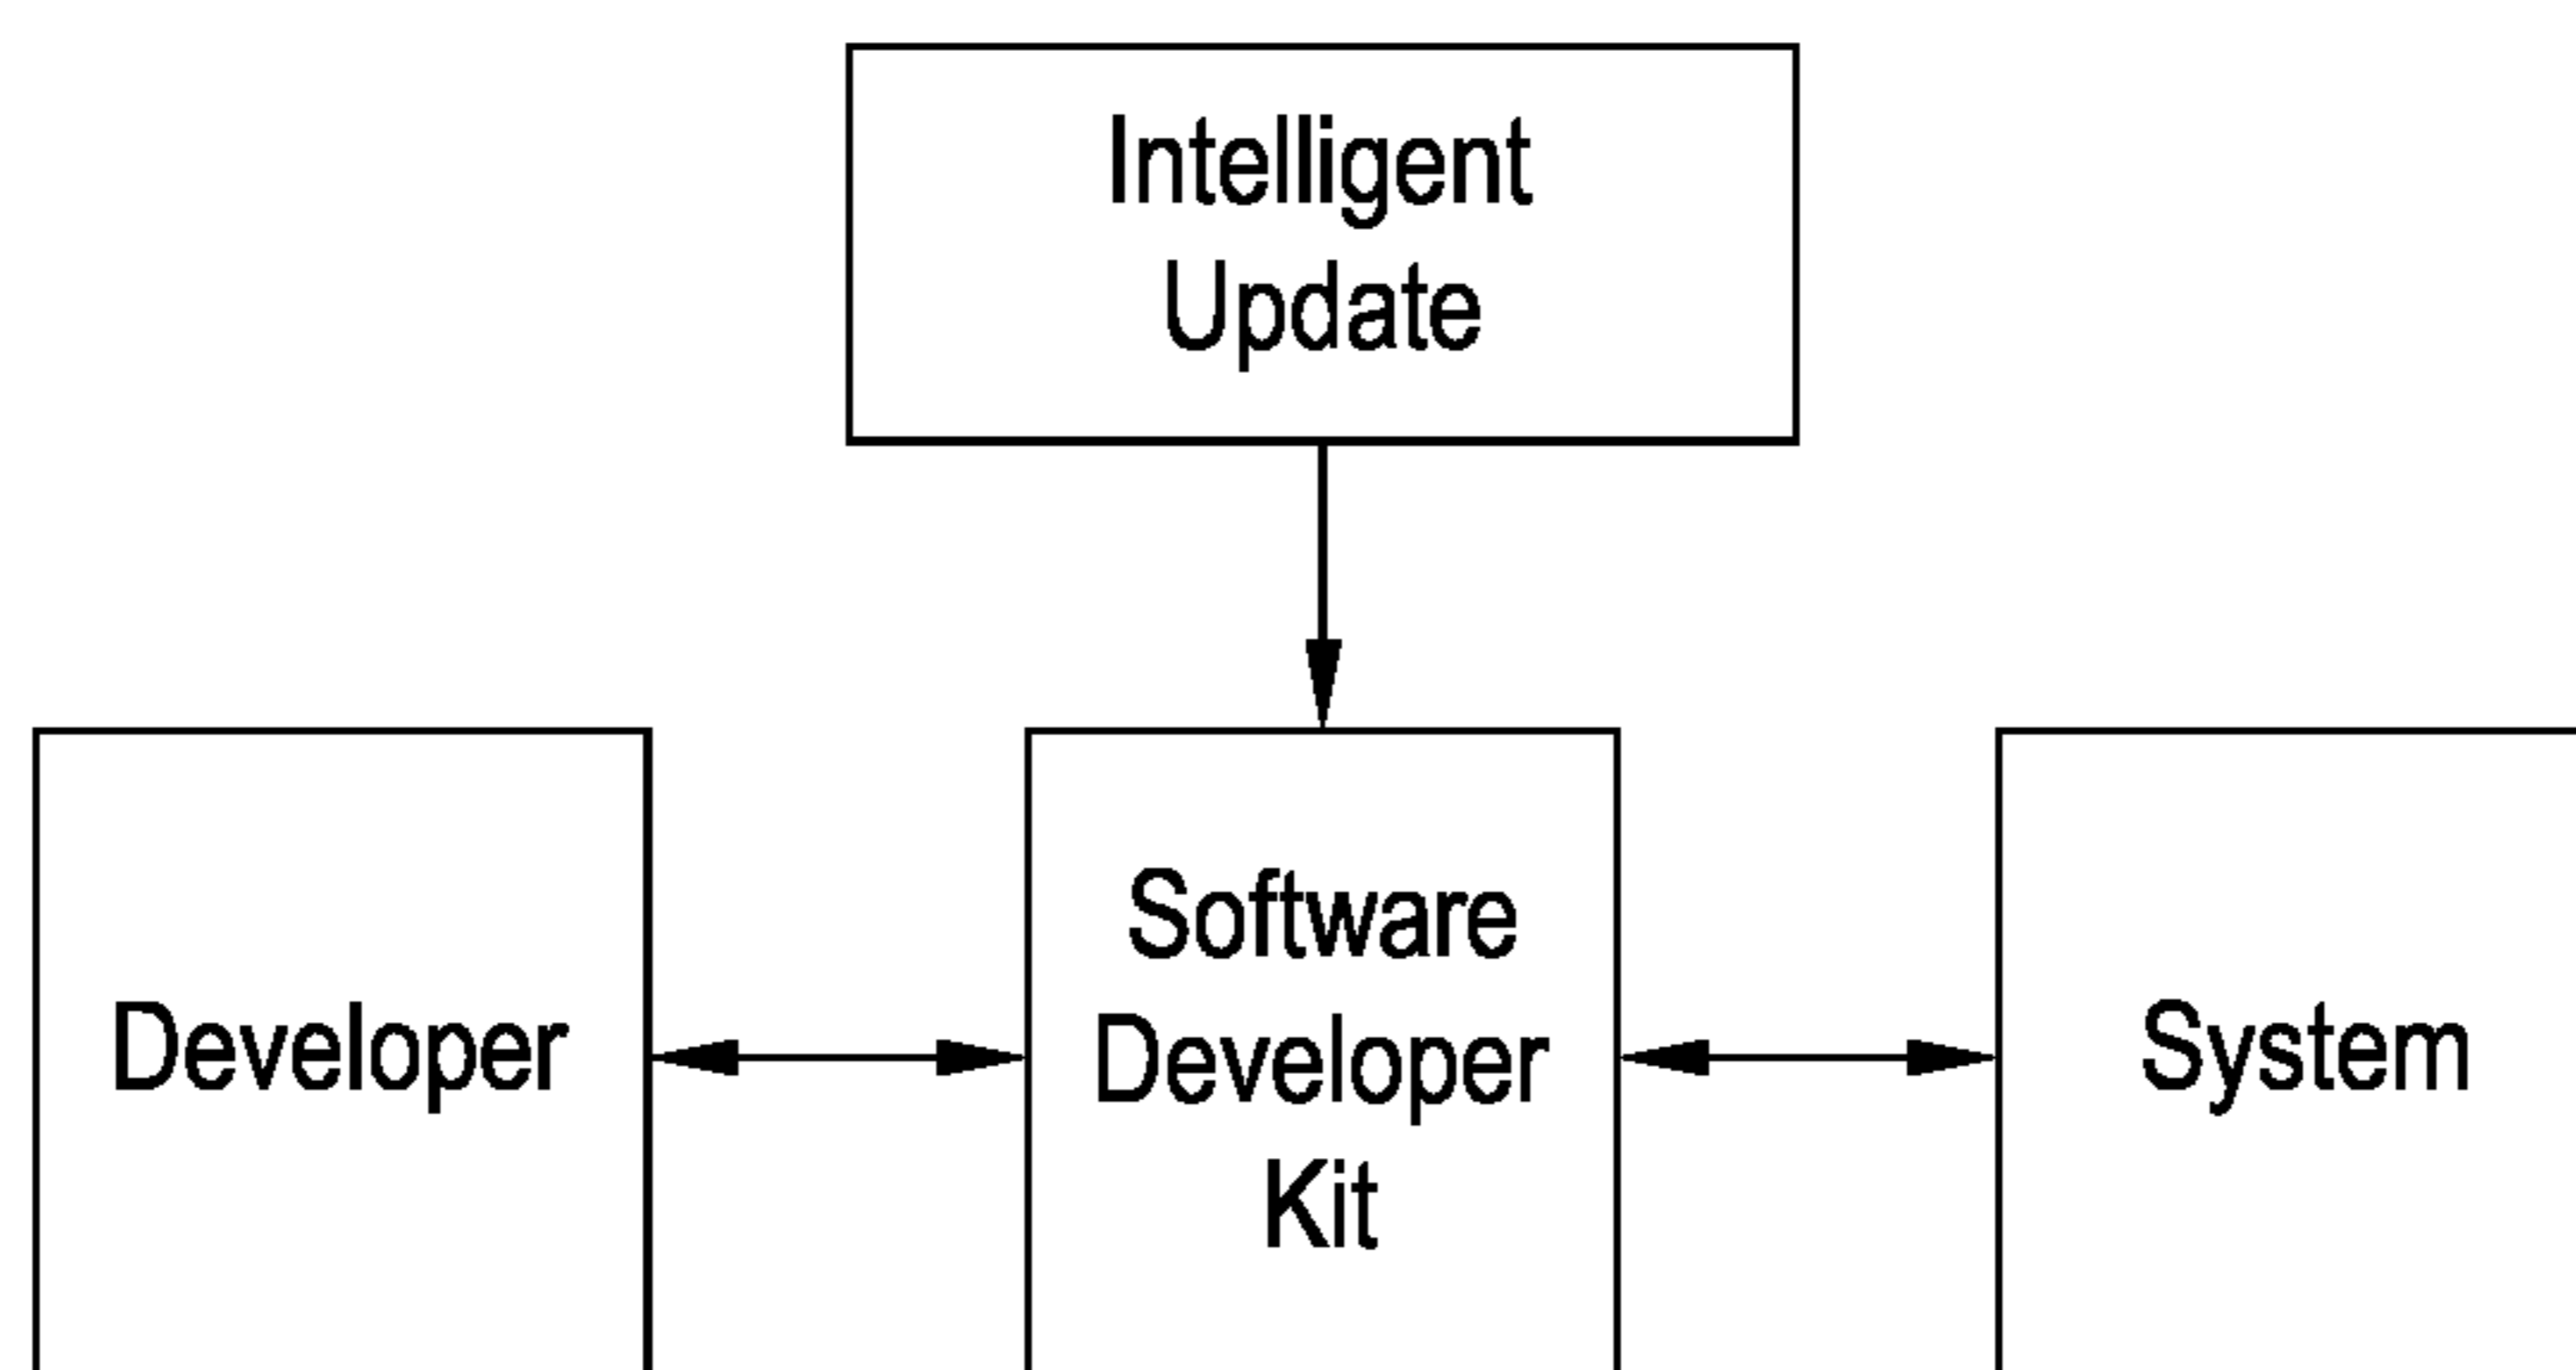 Intelligent
Update
Developer
Software
Developer
Kit
System